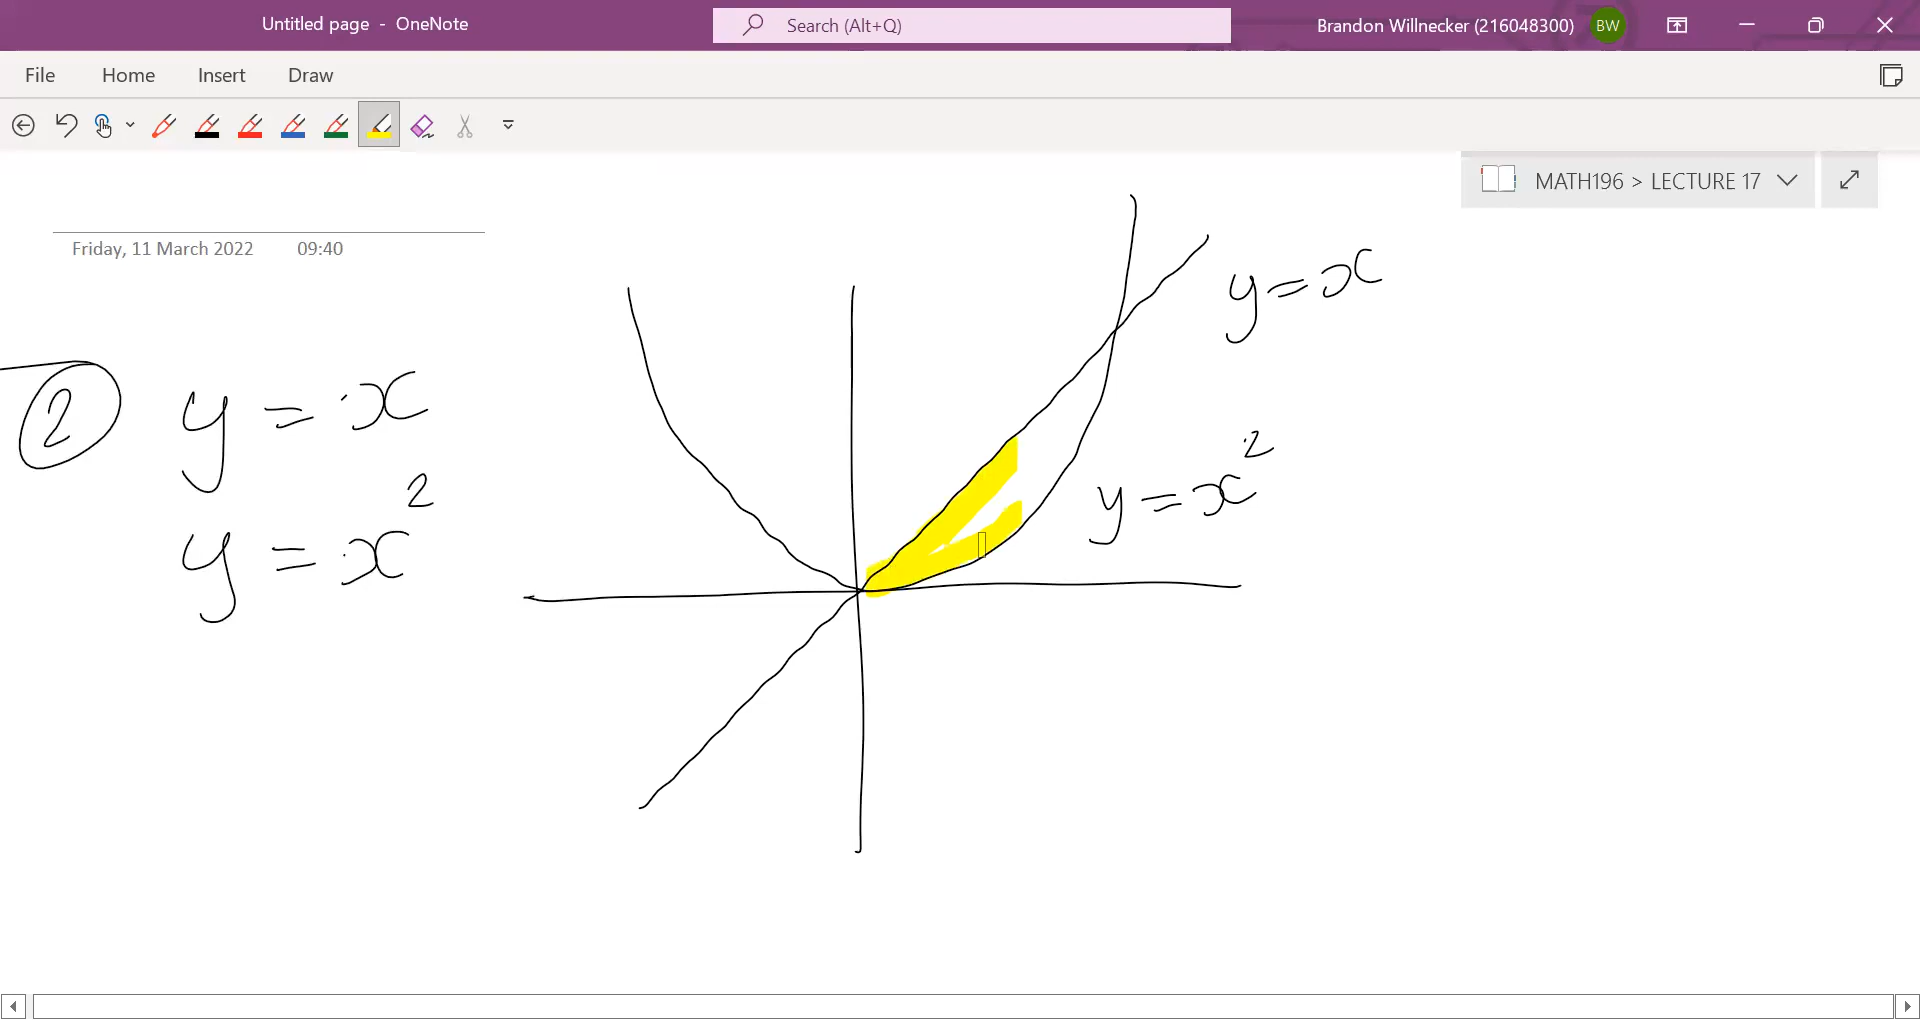 Untitled page - OneNote
Search (Alt+Q)
Brandon Willnecker (216048300)
BW
File
Home
Insert
Draw
MATH196 > LECTURE 17
Friday, 11 March 2022
09:40
y = x
② y = x
y = x²
y = x²